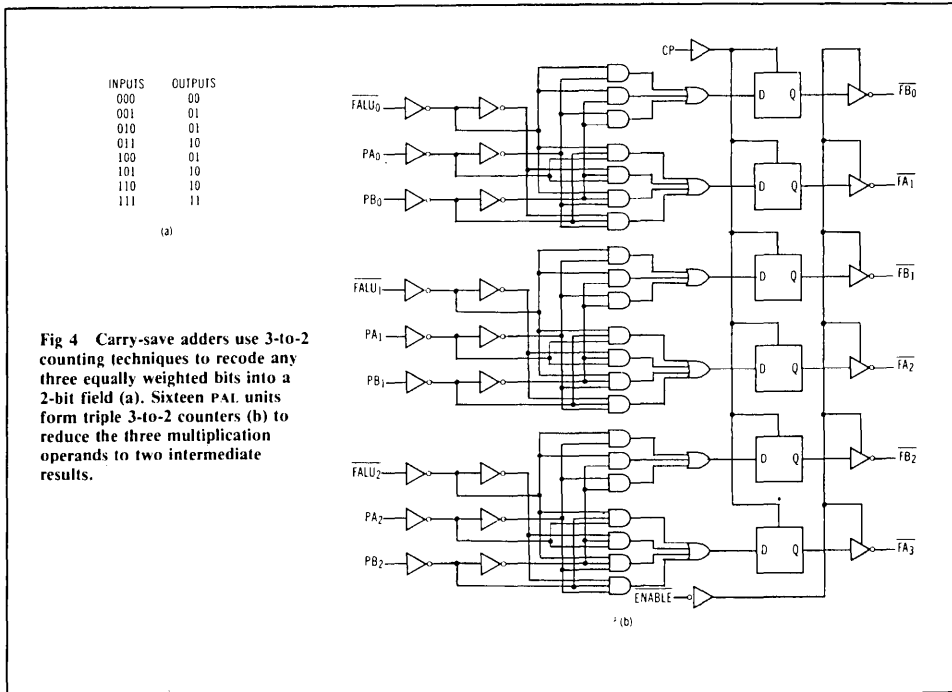 INPUTS OUTPUTS
000 00
001 01
010 01
011 10
100 01
101 10
110 10
111 11
(a)
Fig 4 Carry-save adders use 3-to-2
counting techniques to recode any
three equally weighted bits into a
2-bit field (a). Sixteen PAL units
form triple 3-to-2 counters (b) to
reduce the three multiplication
operands to two intermediate
results.
CP
FALU0
PA0
PB0
D Q
FB0
D Q
FA1
FALU1
PA1
PB1
D Q
FB1
D Q
FA2
FALU2
PA2
PB2
D Q
FB2
D Q
FA3
ENABLE
(b)